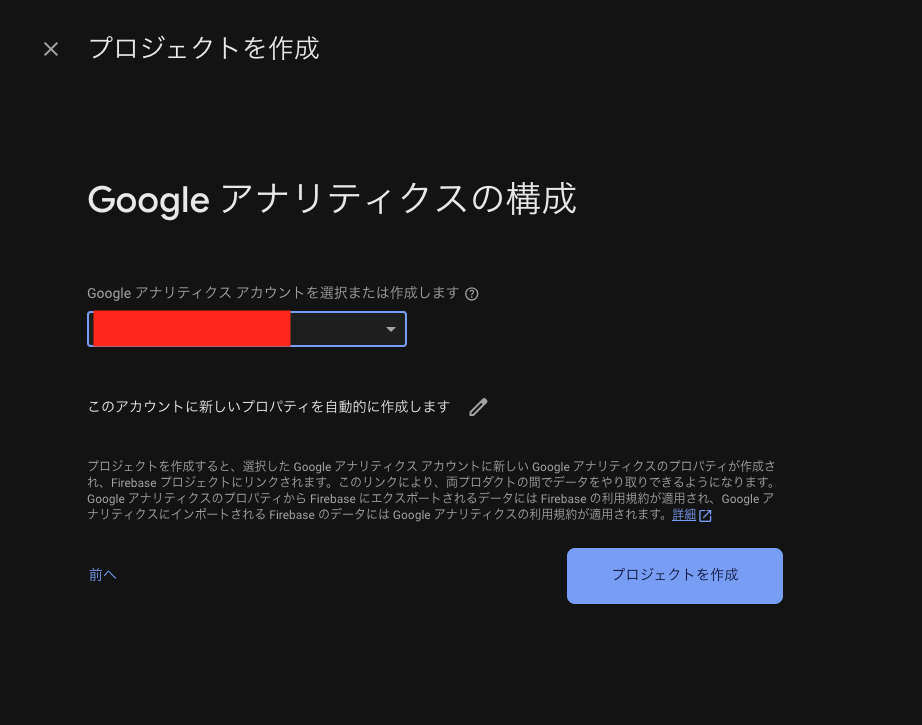 プロジェクトを作成
Google アナリティクスの構成
Google アナリティクス アカウントを選択または作成します
このアカウントに新しいプロパティを自動的に作成します
プロジェクトを作成すると、選択した Google アナリティクス アカウントに新しい Google アナリティクスのプロパティが作成さ
れ、Firebase プロジェクトにリンクされます。このリンクにより、両プロダクトの間でデータをやり取りできるようになります。
Google アナリティクスのプロパティから Firebase にエクスポートされるデータには Firebase の利用規約が適用され、Google ア
ナリティクスにインポートされる Firebase のデータには Google アナリティクスの利用規約が適用されます。詳細
前へ
プロジェクトを作成